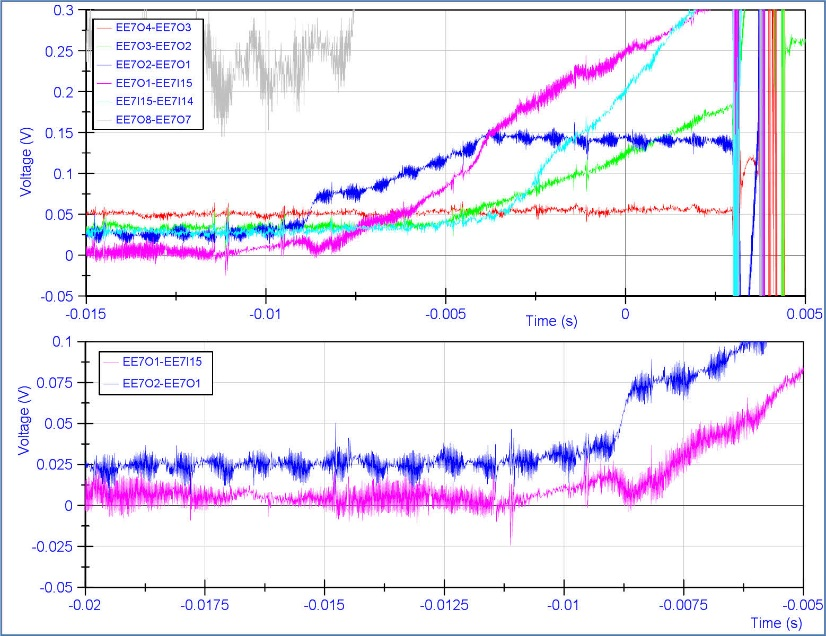 0.3
0.25
0.2
0.15
0.1
0.05
0
-0.05
Voltage (V)
EE7O4-EE7O3
EE7O3-EE7O2
EE7O2-EE7O1
EE7O1-EE7I15
EE7I15-EE7I14
EE7O8-EE7O7
-0.015 -0.01 -0.005 0 0.005
Time (s)
0.1
0.075
0.05
0.025
0
-0.025
-0.05
Voltage (V)
EE7O1-EE7I15
EE7O2-EE7O1
-0.02 -0.0175 -0.015 -0.0125 -0.01 -0.0075 -0.005
Time (s)